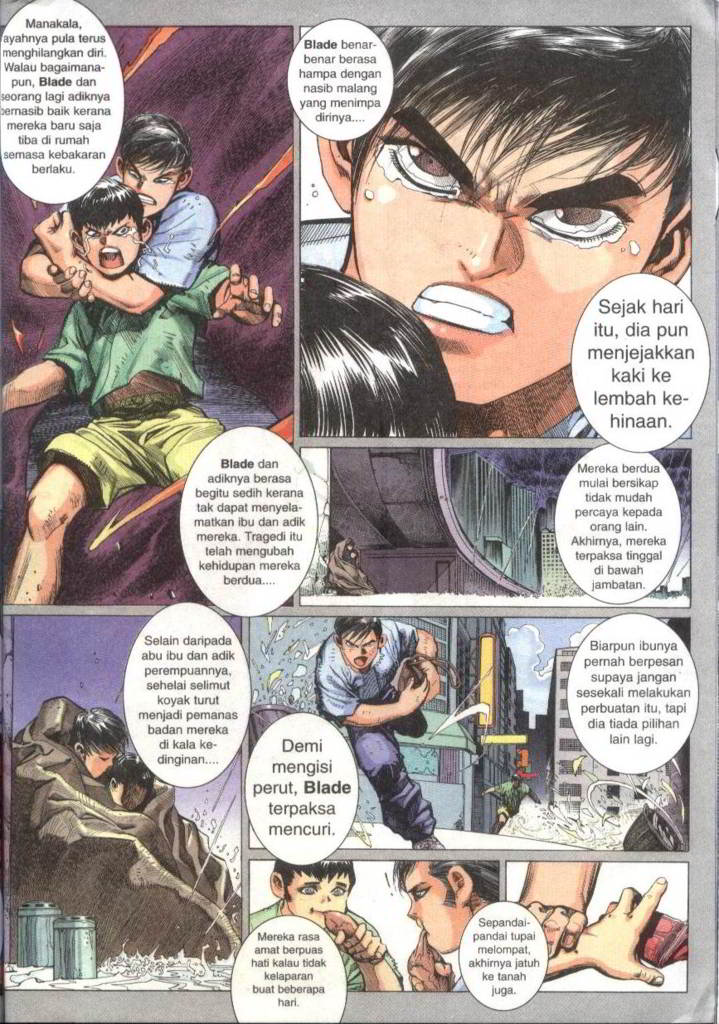 Manakala,
ayahnya pula terus
menghilangkan diri.
Walau bagaimana-
pun, Blade dan
seorang lagi adiknya
bernasib baik kerana
mereka baru saja
tiba di rumah
semasa kebakaran
berlaku.
Blade benar-
benar berasa
hampa dengan
nasib malang
yang menimpa
dirinya....
Sejak hari
itu, dia pun
menjejakkan
kaki ke
lembah ke-
hinaan.
Blade dan
adiknya berasa
begitu sedih kerana
tak dapat menyela-
matkan ibu dan adik
mereka. Tragedi itu
telah mengubah
kehidupan mereka
berdua....
Mereka berdua
mulai bersikap
tidak mudah
percaya kepada
orang lain.
Akhirnya, mereka
terpaksa tinggal
di bawah
jambatan.
Selain daripada
abu ibu dan adik
perempuannya,
sehelai selimut
koyak turut
menjadi pemanas
badan mereka
di kala ke-
dinginan....
Demi
mengisi
perut, Blade
terpaksa
mencuri.
Biarpun ibunya
pernah berpesan
supaya jangan
sesekali melakukan
perbuatan itu, tapi
dia tiada pilihan
lain lagi.
Mereka rasa
amat berpuas
hati kalau tidak
kelaparan
buat beberapa
hari.
Sepandai-
pandai tupai
melompat,
akhirnya jatuh
ke tanah
juga.